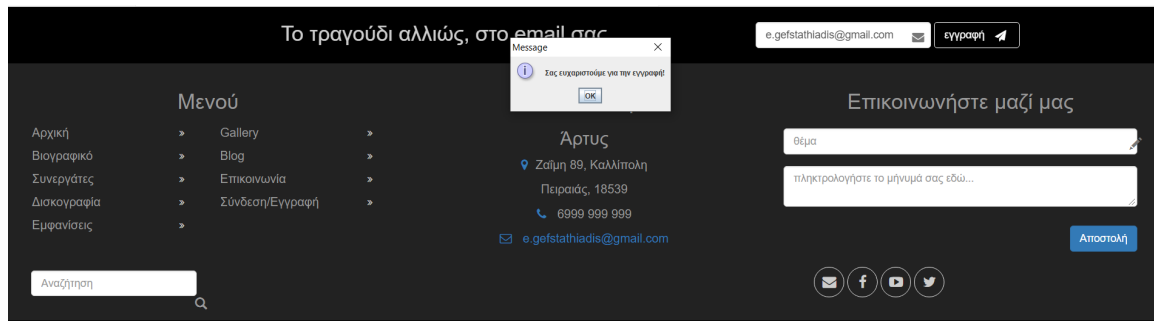 Το τραγούδι αλλιώς, στο email σας
e.gefstathiadis@gmail.com
εγγραφή
Message
Σας ευχαριστούμε για την εγγραφή!
OK
Μενού
Αρχική » Gallery »
Βιογραφικό » Blog »
Συνεργάτες » Επικοινωνία »
Δισκογραφία » Σύνδεση/Εγγραφή »
Εμφανίσεις »
Αναζήτηση
Άρτυς
Ζαΐμη 89, Καλλίπολη
Πειραιάς, 18539
6999 999 999
e.gefstathiadis@gmail.com
Επικοινωνήστε μαζί μας
θέμα
πληκτρολογήστε το μήνυμά σας εδώ...
Αποστολή